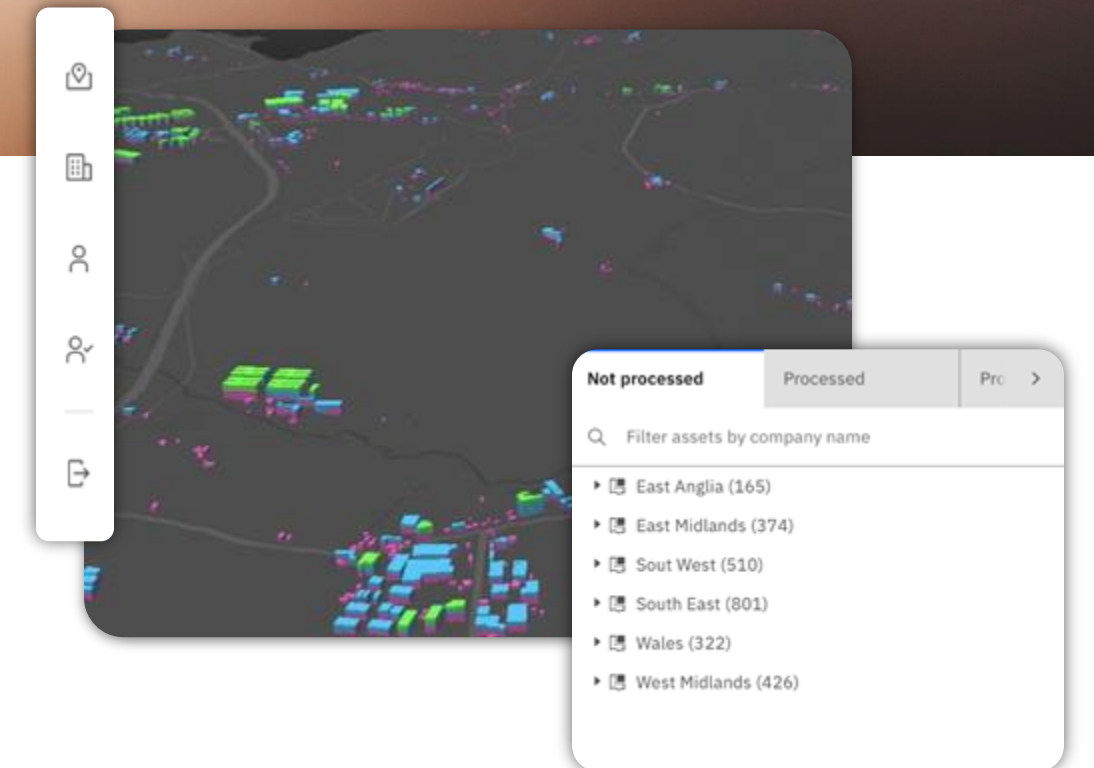 Not processed
Processed
Pro
Filter assets by company name
East Anglia (165)
East Midlands (374)
Sout West (510)
South East (801)
Wales (322)
West Midlands (426)